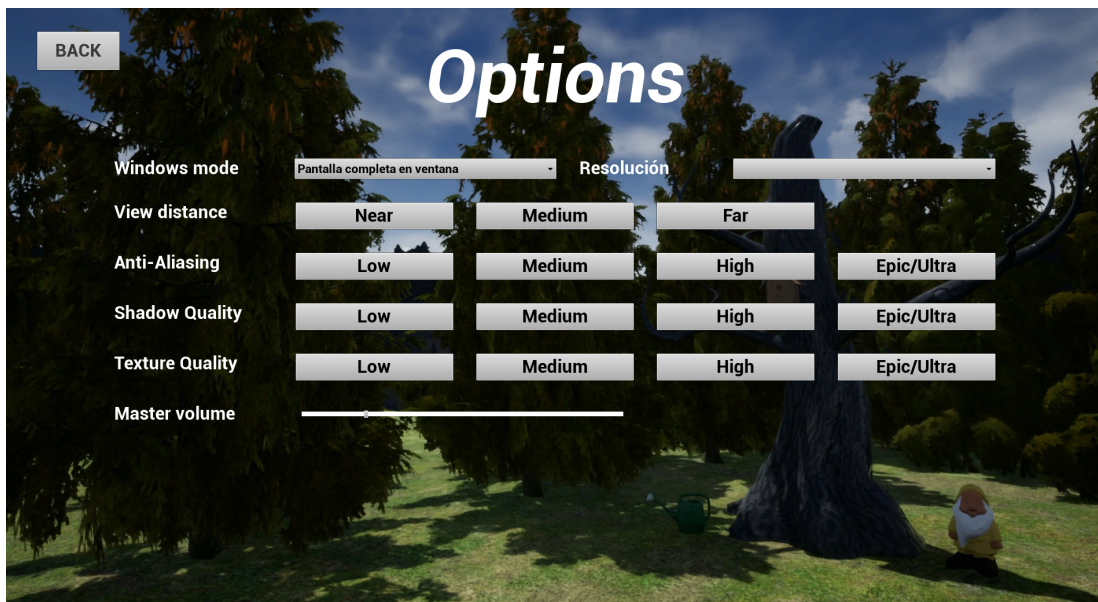 BACK
Options
Windows mode Pantalla completa en ventana Resolución
View distance Near Medium Far
Anti-Aliasing Low Medium High Epic/Ultra
Shadow Quality Low Medium High Epic/Ultra
Texture Quality Low Medium High Epic/Ultra
Master volume